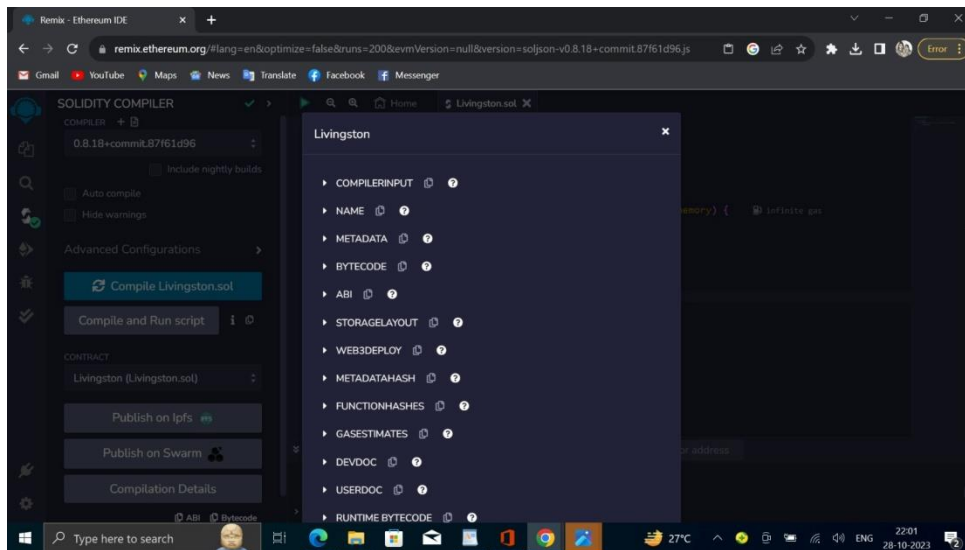 Remix - Ethereum IDE
remix.ethereum.org/#lang=en&optimize=false&runs=200&evmVersion=null&version=soljson-v0.8.18+commit.87f61d96.js
Error
Gmail YouTube Maps News Translate Facebook Messenger
SOLIDITY COMPILER
Home
Livingston.sol
COMPILER
0.8.18+commit.87f61d96
Include nightly builds
Auto compile
Hide warnings
Advanced Configurations
Compile Livingston.sol
Compile and Run script
CONTRACT
Livingston (Livingston.sol)
Publish on Ipfs
Publish on Swarm
Compilation Details
ABI Bytecode
Livingston
COMPILERINPUT
NAME
METADATA
BYTECODE
ABI
STORAGELAYOUT
WEB3DEPLOY
METADATAHASH
FUNCTIONHASHES
GASESTIMATES
DEVDOC
USERDOC
RUNTIME BYTECODE
) {
infinite gas
address
Type here to search
27°C
ENG
22:01
28-10-2023
2